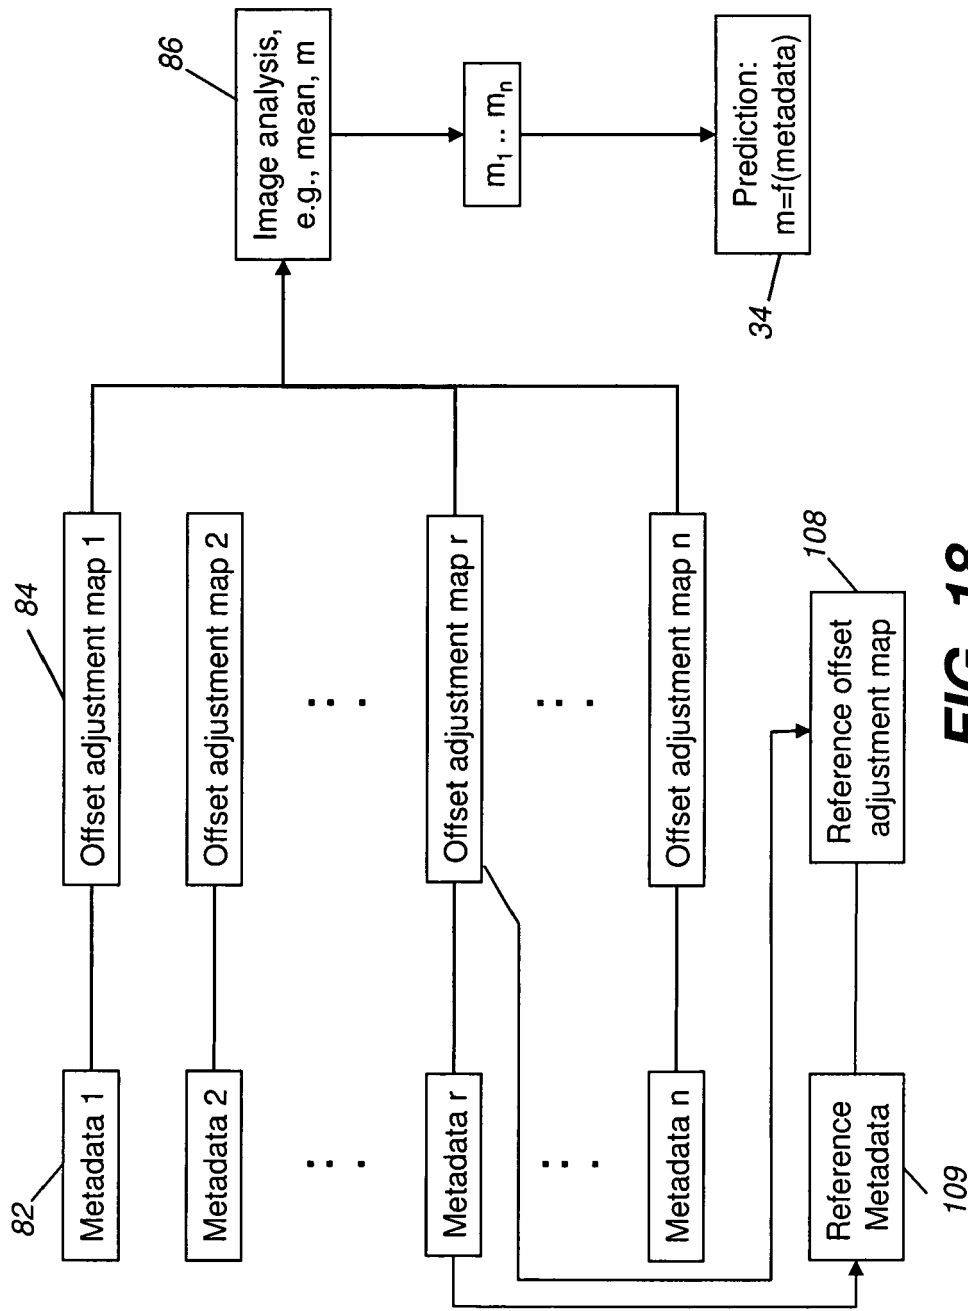 82
Metadata 1
84
Offset adjustment map 1
86
Image analysis,
e.g., mean, m
Metadata 2
Offset adjustment map 2
. . .
. . .
m1 .. mn
Metadata r
Offset adjustment map r
. . .
. . .
Metadata n
Offset adjustment map n
34
Prediction:
m=f(metadata)
109
Reference
Metadata
108
Reference offset
adjustment map
FIG. 18